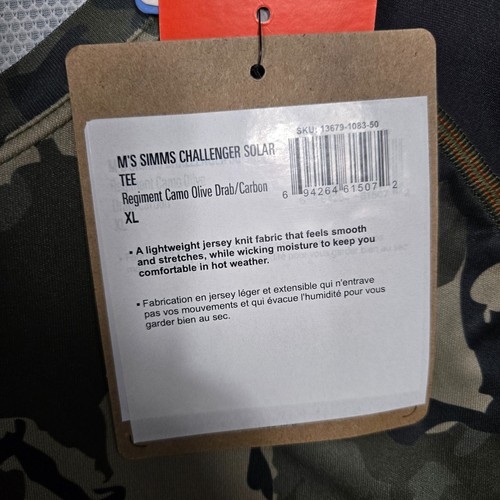 M'S SIMMS CHALLENGER SOLAR
TEE
Regiment Camo Olive Drab/Carbon
XL
SKU: 13679-1083-50
6 94264 61507 2
• A lightweight jersey knit fabric that feels smooth
and stretches, while wicking moisture to keep you
comfortable in hot weather.
• Fabrication en jersey léger et extensible qui n'entrave
pas vos mouvements et qui évacue l'humidité pour vous
garder bien au sec.